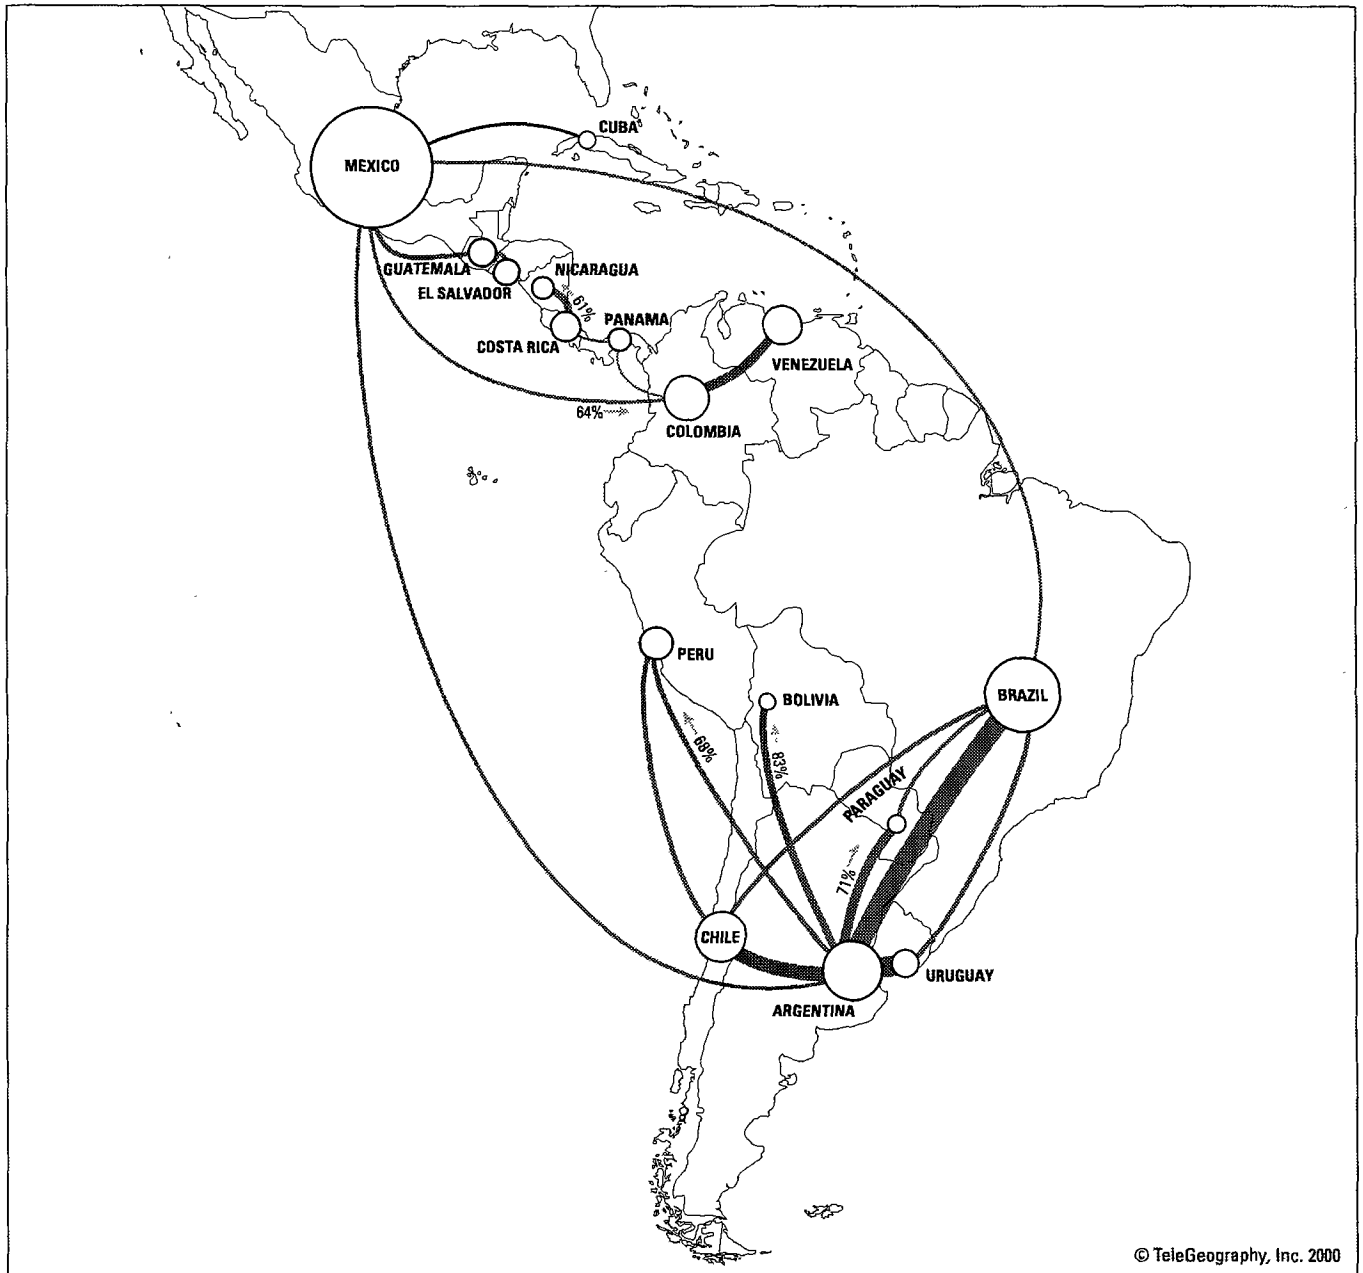 CUBA
MEXICO
GUATEMALA
NICARAGUA
EL SALVADOR
61%
PANAMA
COSTA RICA
VENEZUELA
64%
COLOMBIA
PERU
BOLIVIA
BRAZIL
68%
83%
PARAGUAY
71%
CHILE
URUGUAY
ARGENTINA
© TeleGeography, Inc. 2000